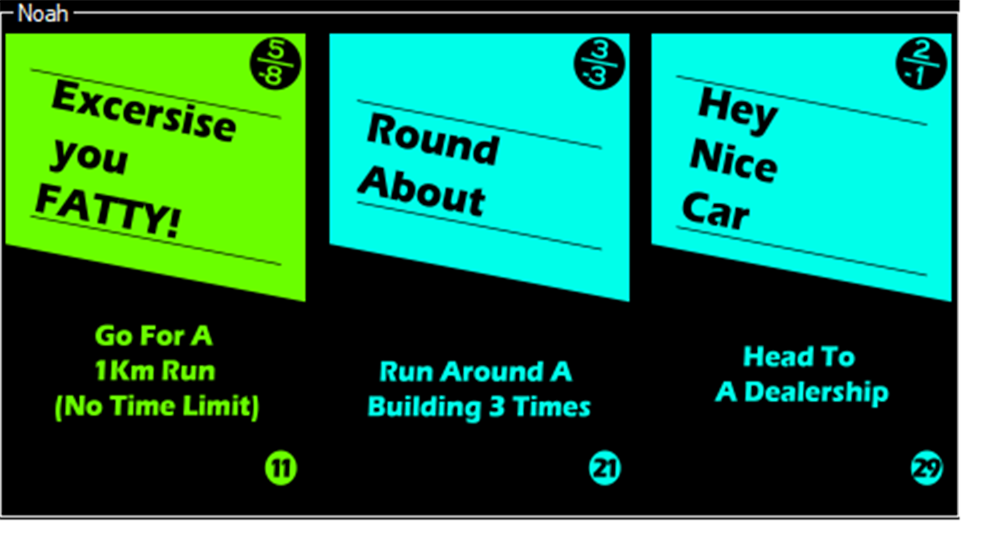 Noah
5
-8
Excersise
you
FATTY!
Go For A
1Km Run
(No Time Limit)
11
3
-3
Round
About
Run Around A
Building 3 Times
21
2
-1
Hey
Nice
Car
Head To
A Dealership
29